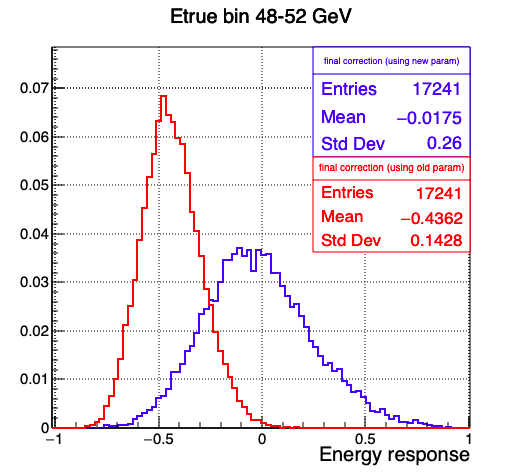 Etrue bin 48-52 GeV
final correction (using new param)
Entries 17241
Mean −0.0175
Std Dev 0.26
final correction (using old param)
Entries 17241
Mean −0.4362
Std Dev 0.1428
0.07
0.06
0.05
0.04
0.03
0.02
0.01
0
−1 −0.5 0 0.5 1
Energy response